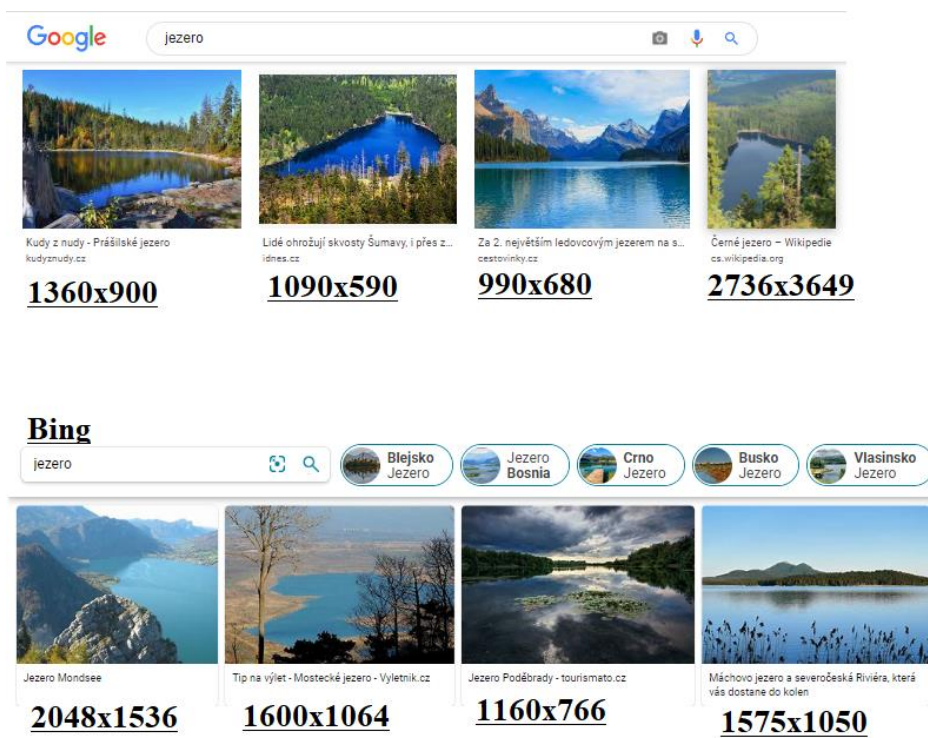 Google
jezero
Kudy z nudy - Prášilské jezero
kudyznudy.cz
1360x900
Lidé ohrožují skvosty Šumavy, i přes z...
idnes.cz
1090x590
Za 2. největším ledovcovým jezerem na s...
cestovinky.cz
990x680
Černé jezero – Wikipedie
cs.wikipedia.org
2736x3649
Bing
jezero
Blejsko
Jezero
Jezero
Bosnia
Crno
Jezero
Busko
Jezero
Vlasinsko
Jezero
Jezero Mondsee
2048x1536
Tip na výlet - Mostecké jezero - Vyletnik.cz
1600x1064
Jezero Poděbrady - tourismato.cz
1160x766
Máchovo jezero a severočeská Riviéra, která
vás dostane do kolen
1575x1050